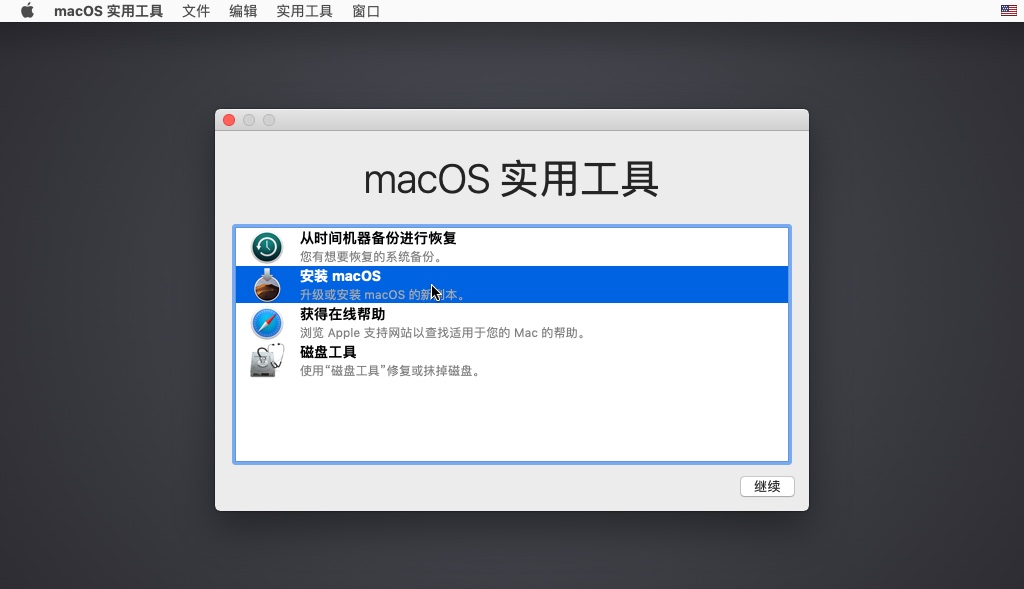 macOS 实用工具 文件 编辑 实用工具 窗口
macOS 实用工具
从时间机器备份进行恢复
您有想要恢复的系统备份。
安装 macOS
升级或安装 macOS 的新副本。
获得在线帮助
浏览 Apple 支持网站以查找适用于您的 Mac 的帮助。
磁盘工具
使用“磁盘工具”修复或抹掉磁盘。
继续